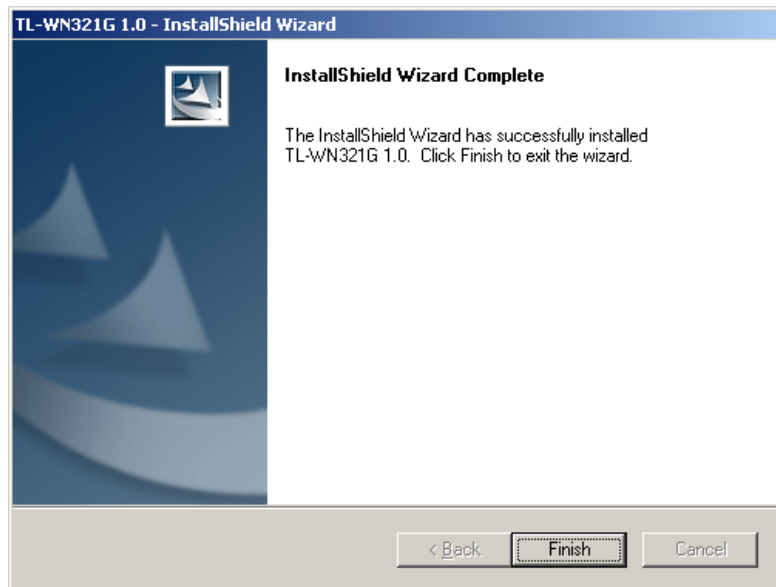 TL-WN321G 1.0 - InstallShield Wizard
InstallShield Wizard Complete
The InstallShield Wizard has successfully installed
TL-WN321G 1.0. Click Finish to exit the wizard.
< Back Finish Cancel